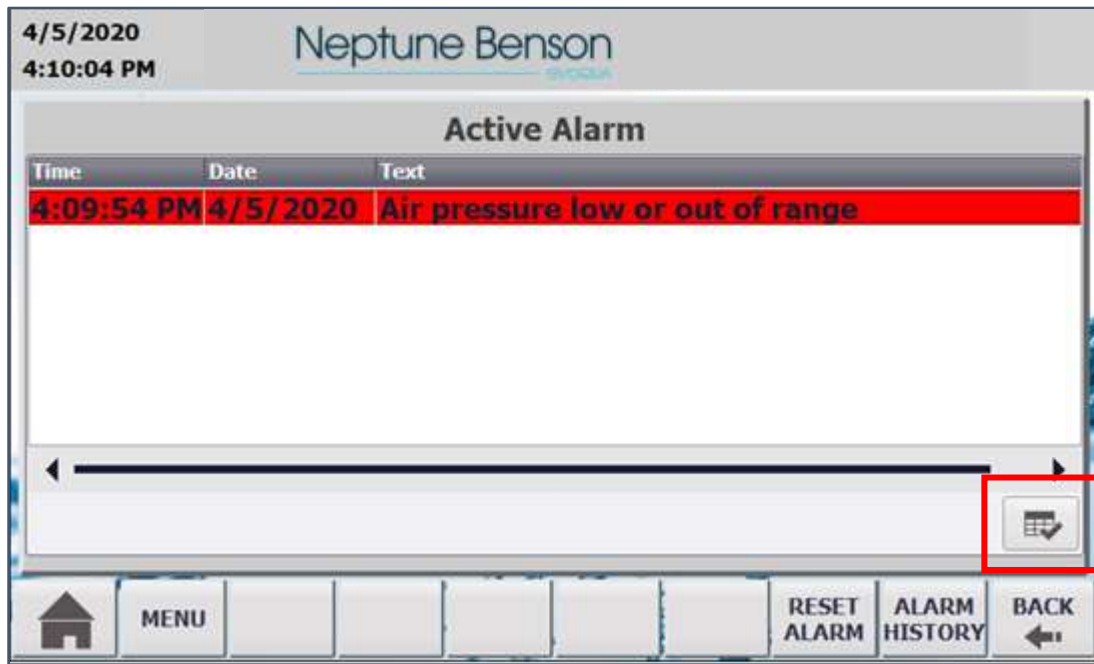 4/5/2020
4:10:04 PM
Neptune Benson
EVOQUA
Active Alarm
Time Date Text
4:09:54 PM 4/5/2020 Air pressure low or out of range
MENU
RESET ALARM
ALARM HISTORY
BACK